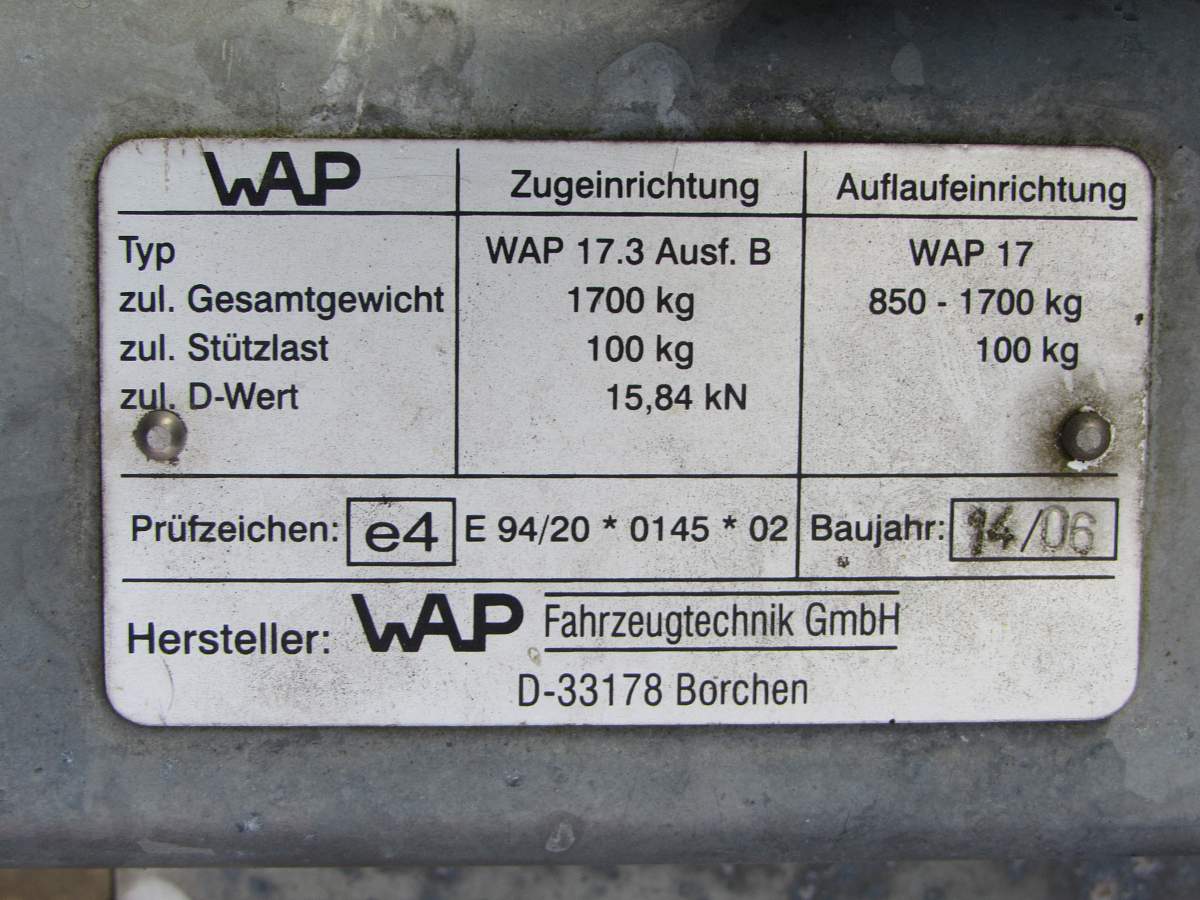 WAP Zugeinrichtung Auflaufeinrichtung
Typ WAP 17.3 Ausf. B WAP 17
zul. Gesamtgewicht 1700 kg 850 - 1700 kg
zul. Stützlast 100 kg 100 kg
zul. D-Wert 15,84 kN
Prüfzeichen: e4 E 94/20 * 0145 * 02 Baujahr: 14/06
Hersteller: WAP Fahrzeugtechnik GmbH
D-33178 Borchen